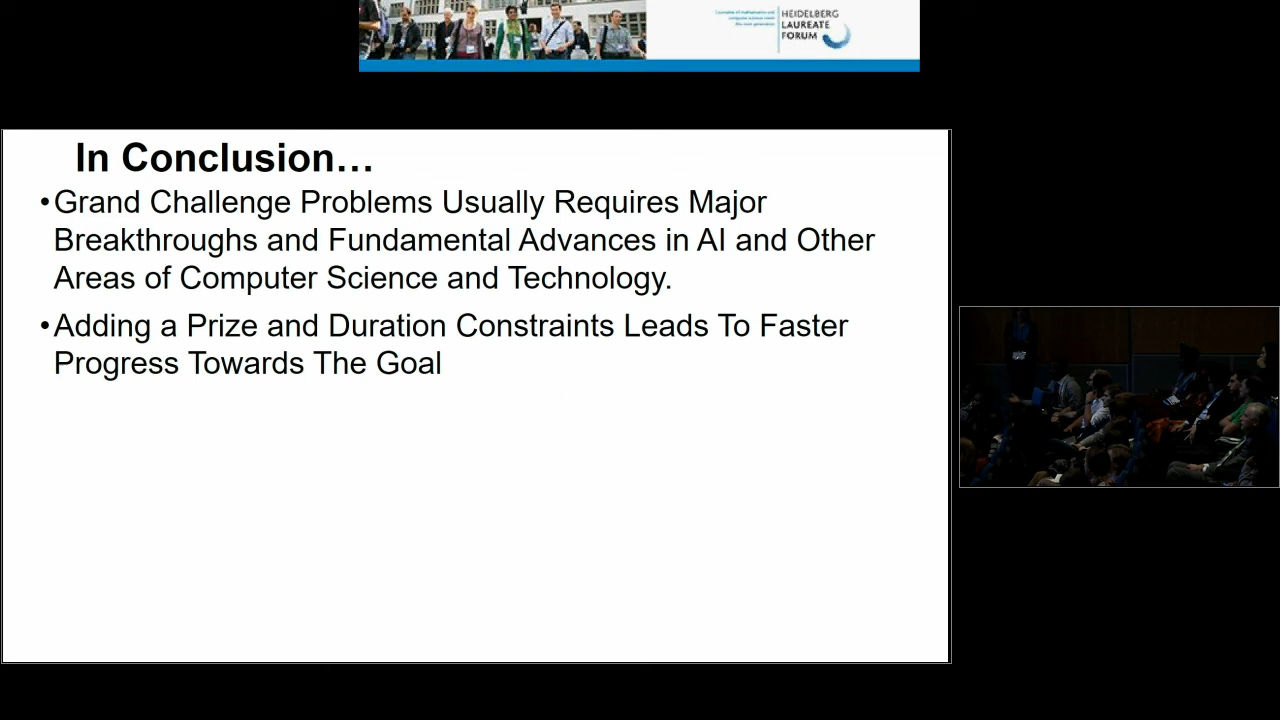 HEIDELBERG
LAUREATE
FORUM
In Conclusion…
•Grand Challenge Problems Usually Requires Major
Breakthroughs and Fundamental Advances in AI and Other
Areas of Computer Science and Technology.
•Adding a Prize and Duration Constraints Leads To Faster
Progress Towards The Goal